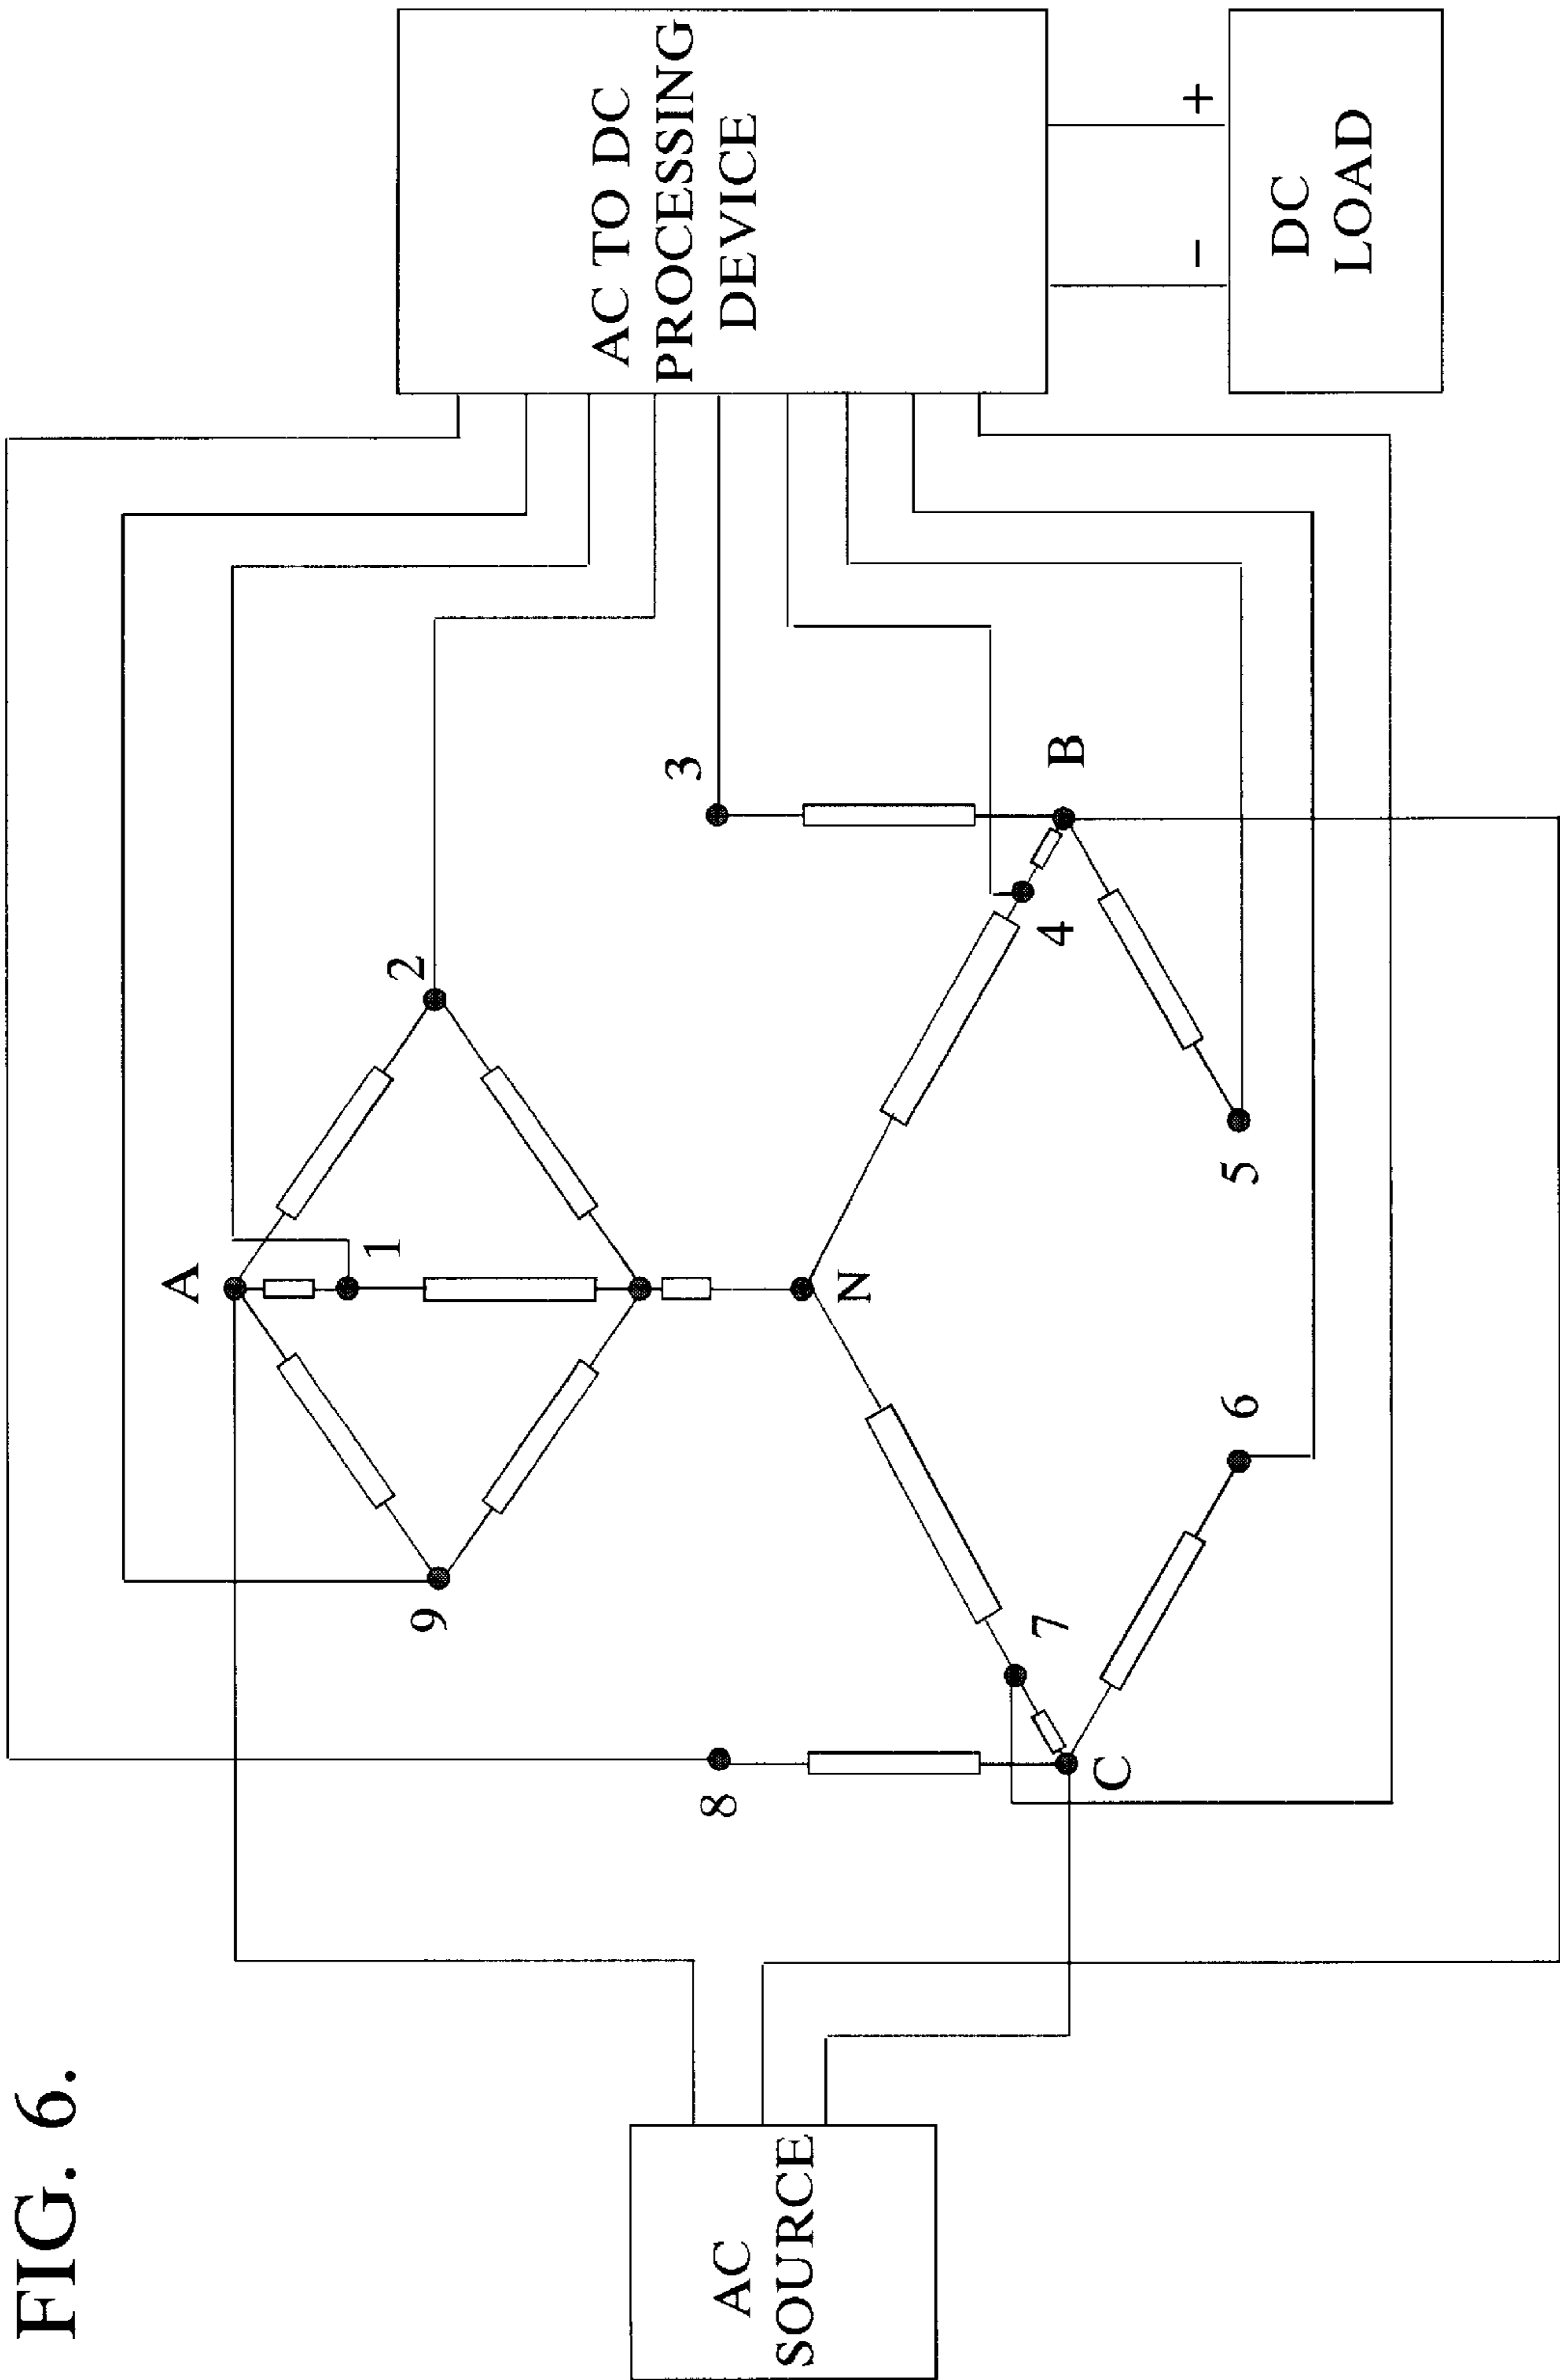 FIG. 6.
AC
SOURCE
A
1
2
9
3
B
4
N
5
6
7
8
C
AC TO DC
PROCESSING
DEVICE
+
−
DC
LOAD